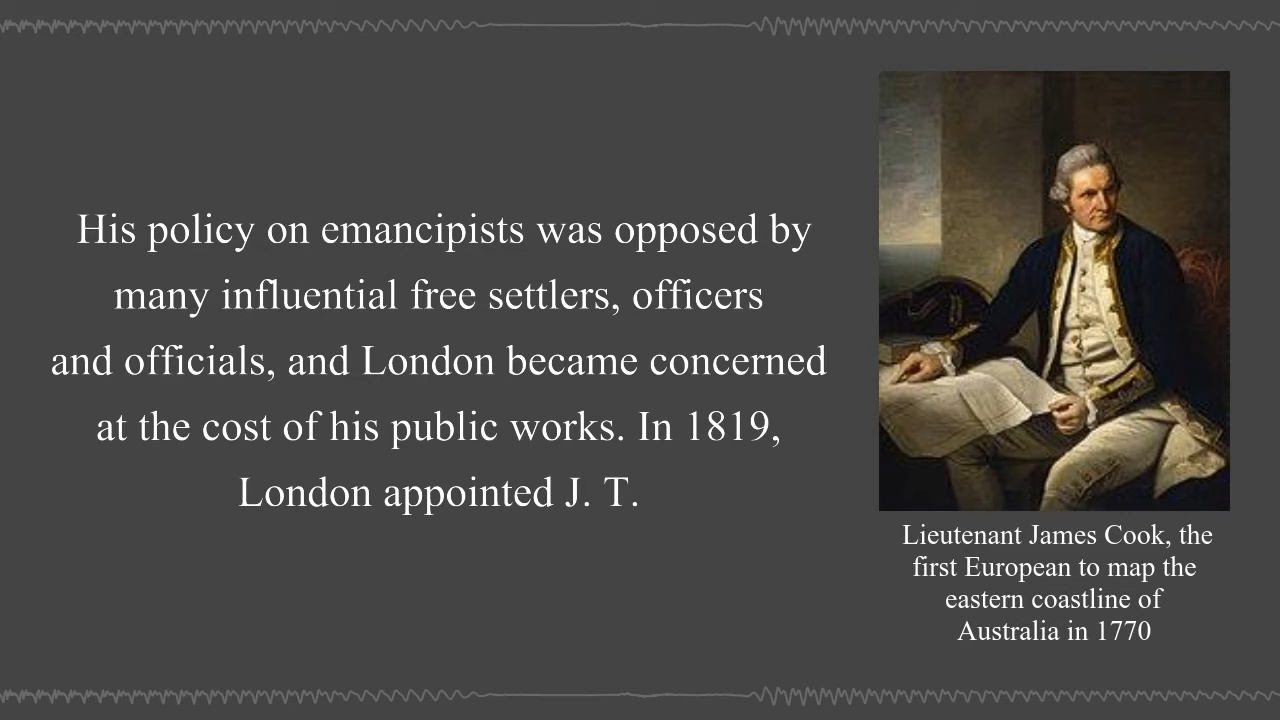 His policy on emancipists was opposed by
many influential free settlers, officers
and officials, and London became concerned
at the cost of his public works. In 1819,
London appointed J. T.
Lieutenant James Cook, the
first European to map the
eastern coastline of
Australia in 1770